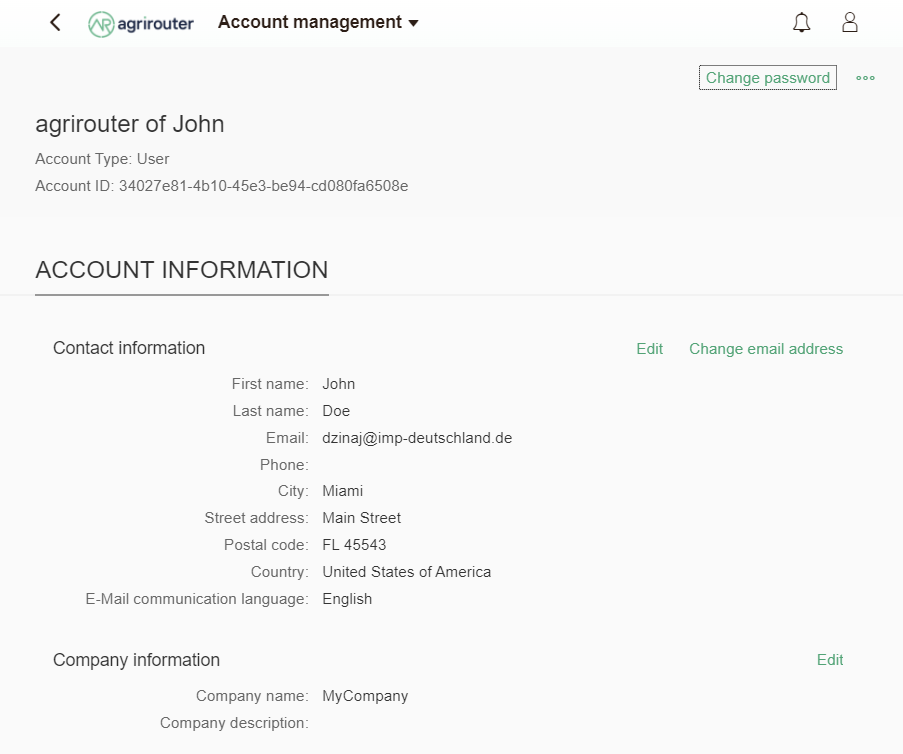 AR agrirouter Account management
Change password
agrirouter of John
Account Type: User
Account ID: 34027e81-4b10-45e3-be94-cd080fa6508e
ACCOUNT INFORMATION
Contact information Edit Change email address
First name: John
Last name: Doe
Email: dzinaj@imp-deutschland.de
Phone:
City: Miami
Street address: Main Street
Postal code: FL 45543
Country: United States of America
E-Mail communication language: English
Company information Edit
Company name: MyCompany
Company description: